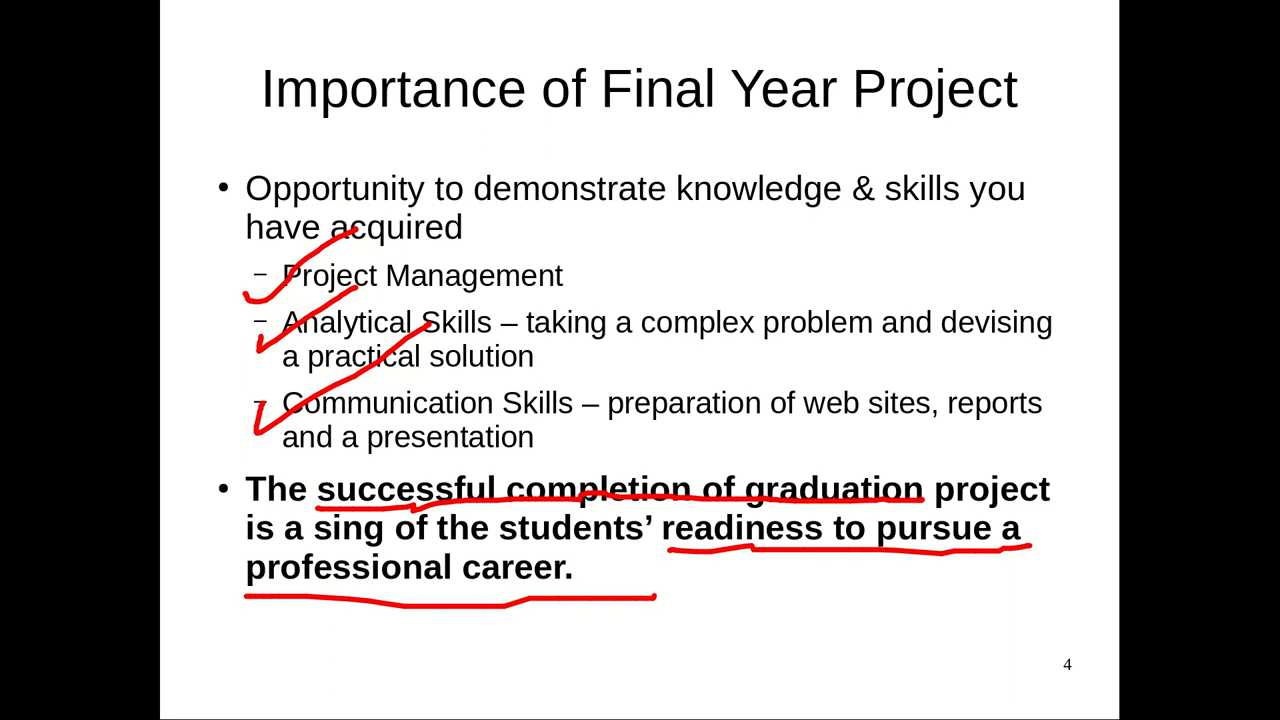 Importance of Final Year Project
• Opportunity to demonstrate knowledge & skills you
have acquired
– Project Management
– Analytical Skills – taking a complex problem and devising
a practical solution
– Communication Skills – preparation of web sites, reports
and a presentation
• The successful completion of graduation project
is a sing of the students’ readiness to pursue a
professional career.
4